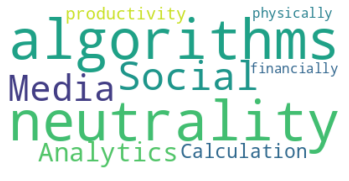 productivity physically
algorithms
Social financially
Media
neutrality
Analytics Calculation